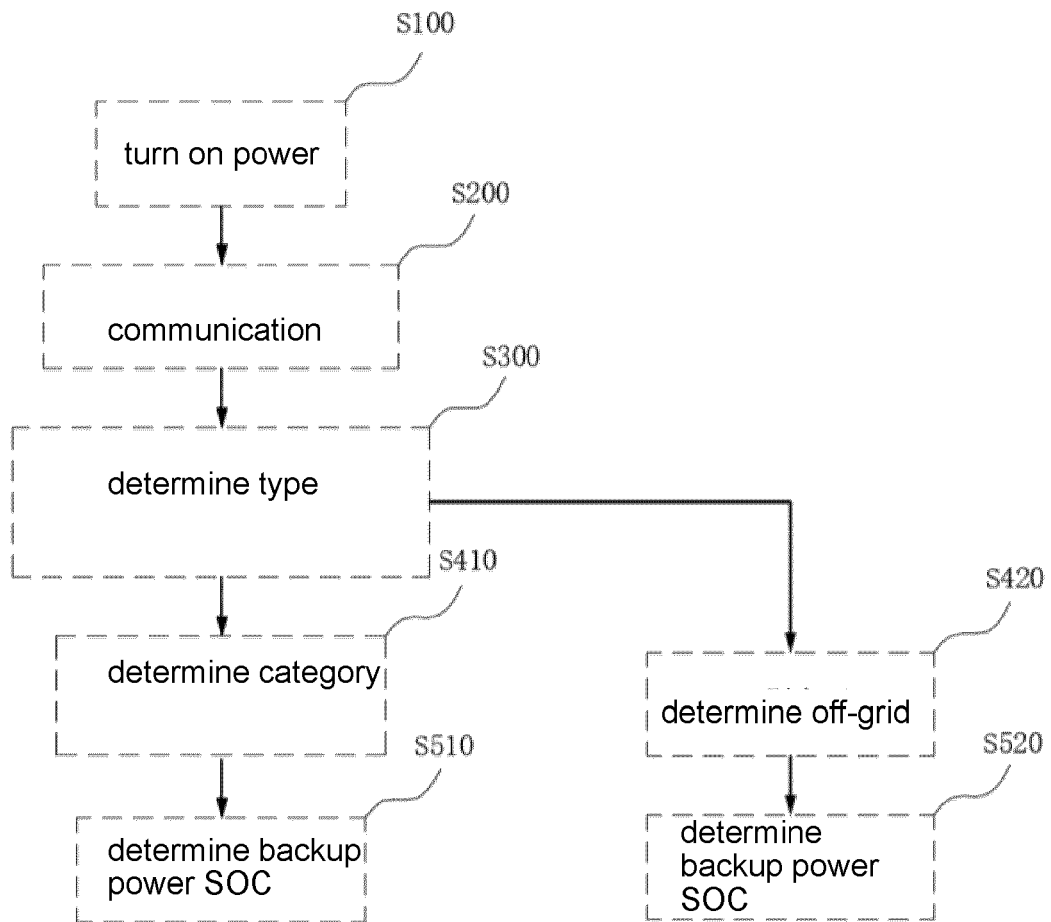 S100
turn on power
S200
communication
S300
determine type
S410
determine category
S420
determine off-grid
S510
determine backup
power SOC
S520
determine
backup power
SOC